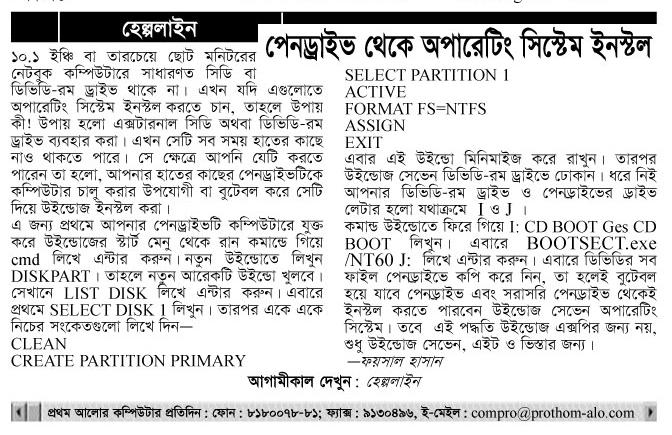 হেল্পলাইন
পেনড্রাইভ থেকে অপারেটিং সিস্টেম ইনস্টল
১০.১ ইঞ্চি বা তারচেয়ে ছোট মনিটরের
নেটবুক কম্পিউটারে সাধারণত সিডি বা
ডিভিডি-রম ড্রাইভ থাকে না। এখন যদি এগুলোতে
অপারেটিং সিস্টেম ইনস্টল করতে চান, তাহলে উপায়
কী! উপায় হলো এক্সটারনাল সিডি অথবা ডিভিডি-রম
ড্রাইভ ব্যবহার করা। এখন সেটি সব সময় হাতের কাছে
নাও থাকতে পারে। সে ক্ষেত্রে আপনি যেটি করতে
পারেন তা হলো, আপনার হাতের কাছের পেনড্রাইভটিকে
কম্পিউটার চালু করার উপযোগী বা বুটেবল করে সেটি
দিয়ে উইন্ডোজ ইনস্টল করা।
এ জন্য প্রথমে আপনার পেনড্রাইভটি কম্পিউটারে যুক্ত
করে উইন্ডোজের স্টার্ট মেনু থেকে রান কমান্ডে গিয়ে
cmd লিখে এন্টার করুন। নতুন উইন্ডোতে লিখুন
DISKPART । তাহলে নতুন আরেকটি উইন্ডো খুলবে।
সেখানে LIST DISK লিখে এন্টার করুন। এবারে
প্রথমে SELECT DISK 1 লিখুন। তারপর একে একে
নিচের সংকেতগুলো লিখে দিন—
CLEAN
CREATE PARTITION PRIMARY
SELECT PARTITION 1
ACTIVE
FORMAT FS=NTFS
ASSIGN
EXIT
এবার এই উইন্ডো মিনিমাইজ করে রাখুন। তারপর
উইন্ডোজ সেভেন ডিভিডি-রম ড্রাইভে ঢোকান। ধরে নিই
আপনার ডিভিডি-রম ড্রাইভ ও পেনড্রাইভের ড্রাইভ
লেটার হলো যথাক্রমে I ও J ।
কমান্ড উইন্ডোতে ফিরে গিয়ে I: CD BOOT Ges CD
BOOT লিখুন। এবারে BOOTSECT.exe
/NT60 J: লিখে এন্টার করুন। এবারে ডিভিডির সব
ফাইল পেনড্রাইভে কপি করে নিন, তা হলেই বুটেবল
হয়ে যাবে পেনড্রাইভ এবং সরাসরি পেনড্রাইভ থেকেই
ইনস্টল করতে পারবেন উইন্ডোজ সেভেন অপারেটিং
সিস্টেম। তবে এই পদ্ধতি উইন্ডোজ এক্সপির জন্য নয়,
শুধু উইন্ডোজ সেভেন, এইট ও ভিস্তার জন্য।
—ফয়সাল হাসান
আগামীকাল দেখুন : হেল্পলাইন
প্রথম আলোর কম্পিউটার প্রতিদিন : ফোন : ৮১৮০০৭৮-৮১; ফ্যাক্স : ৯১৩০৪৯৬, ই-মেইল : compro@prothom-alo.com